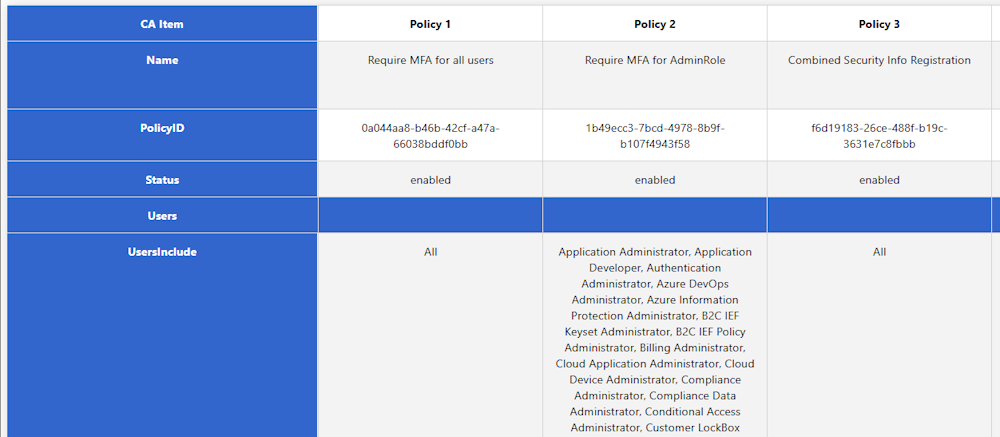 CA Item Policy 1 Policy 2 Policy 3
Name Require MFA for all users Require MFA for AdminRole Combined Security Info Registration
PolicyID 0a044aa8-b46b-42cf-a47a-66038bddf0bb 1b49ecc3-7bcd-4978-8b9f-b107f4943f58 f6d19183-26ce-488f-b19c-3631e7c8fbbb
Status enabled enabled enabled
Users
UsersInclude All Application Administrator, Application All
Developer, Authentication
Administrator, Azure DevOps
Administrator, Azure Information
Protection Administrator, B2C IEF
Keyset Administrator, B2C IEF Policy
Administrator, Billing Administrator,
Cloud Application Administrator, Cloud
Device Administrator, Compliance
Administrator, Compliance Data
Administrator, Conditional Access
Administrator, Customer LockBox